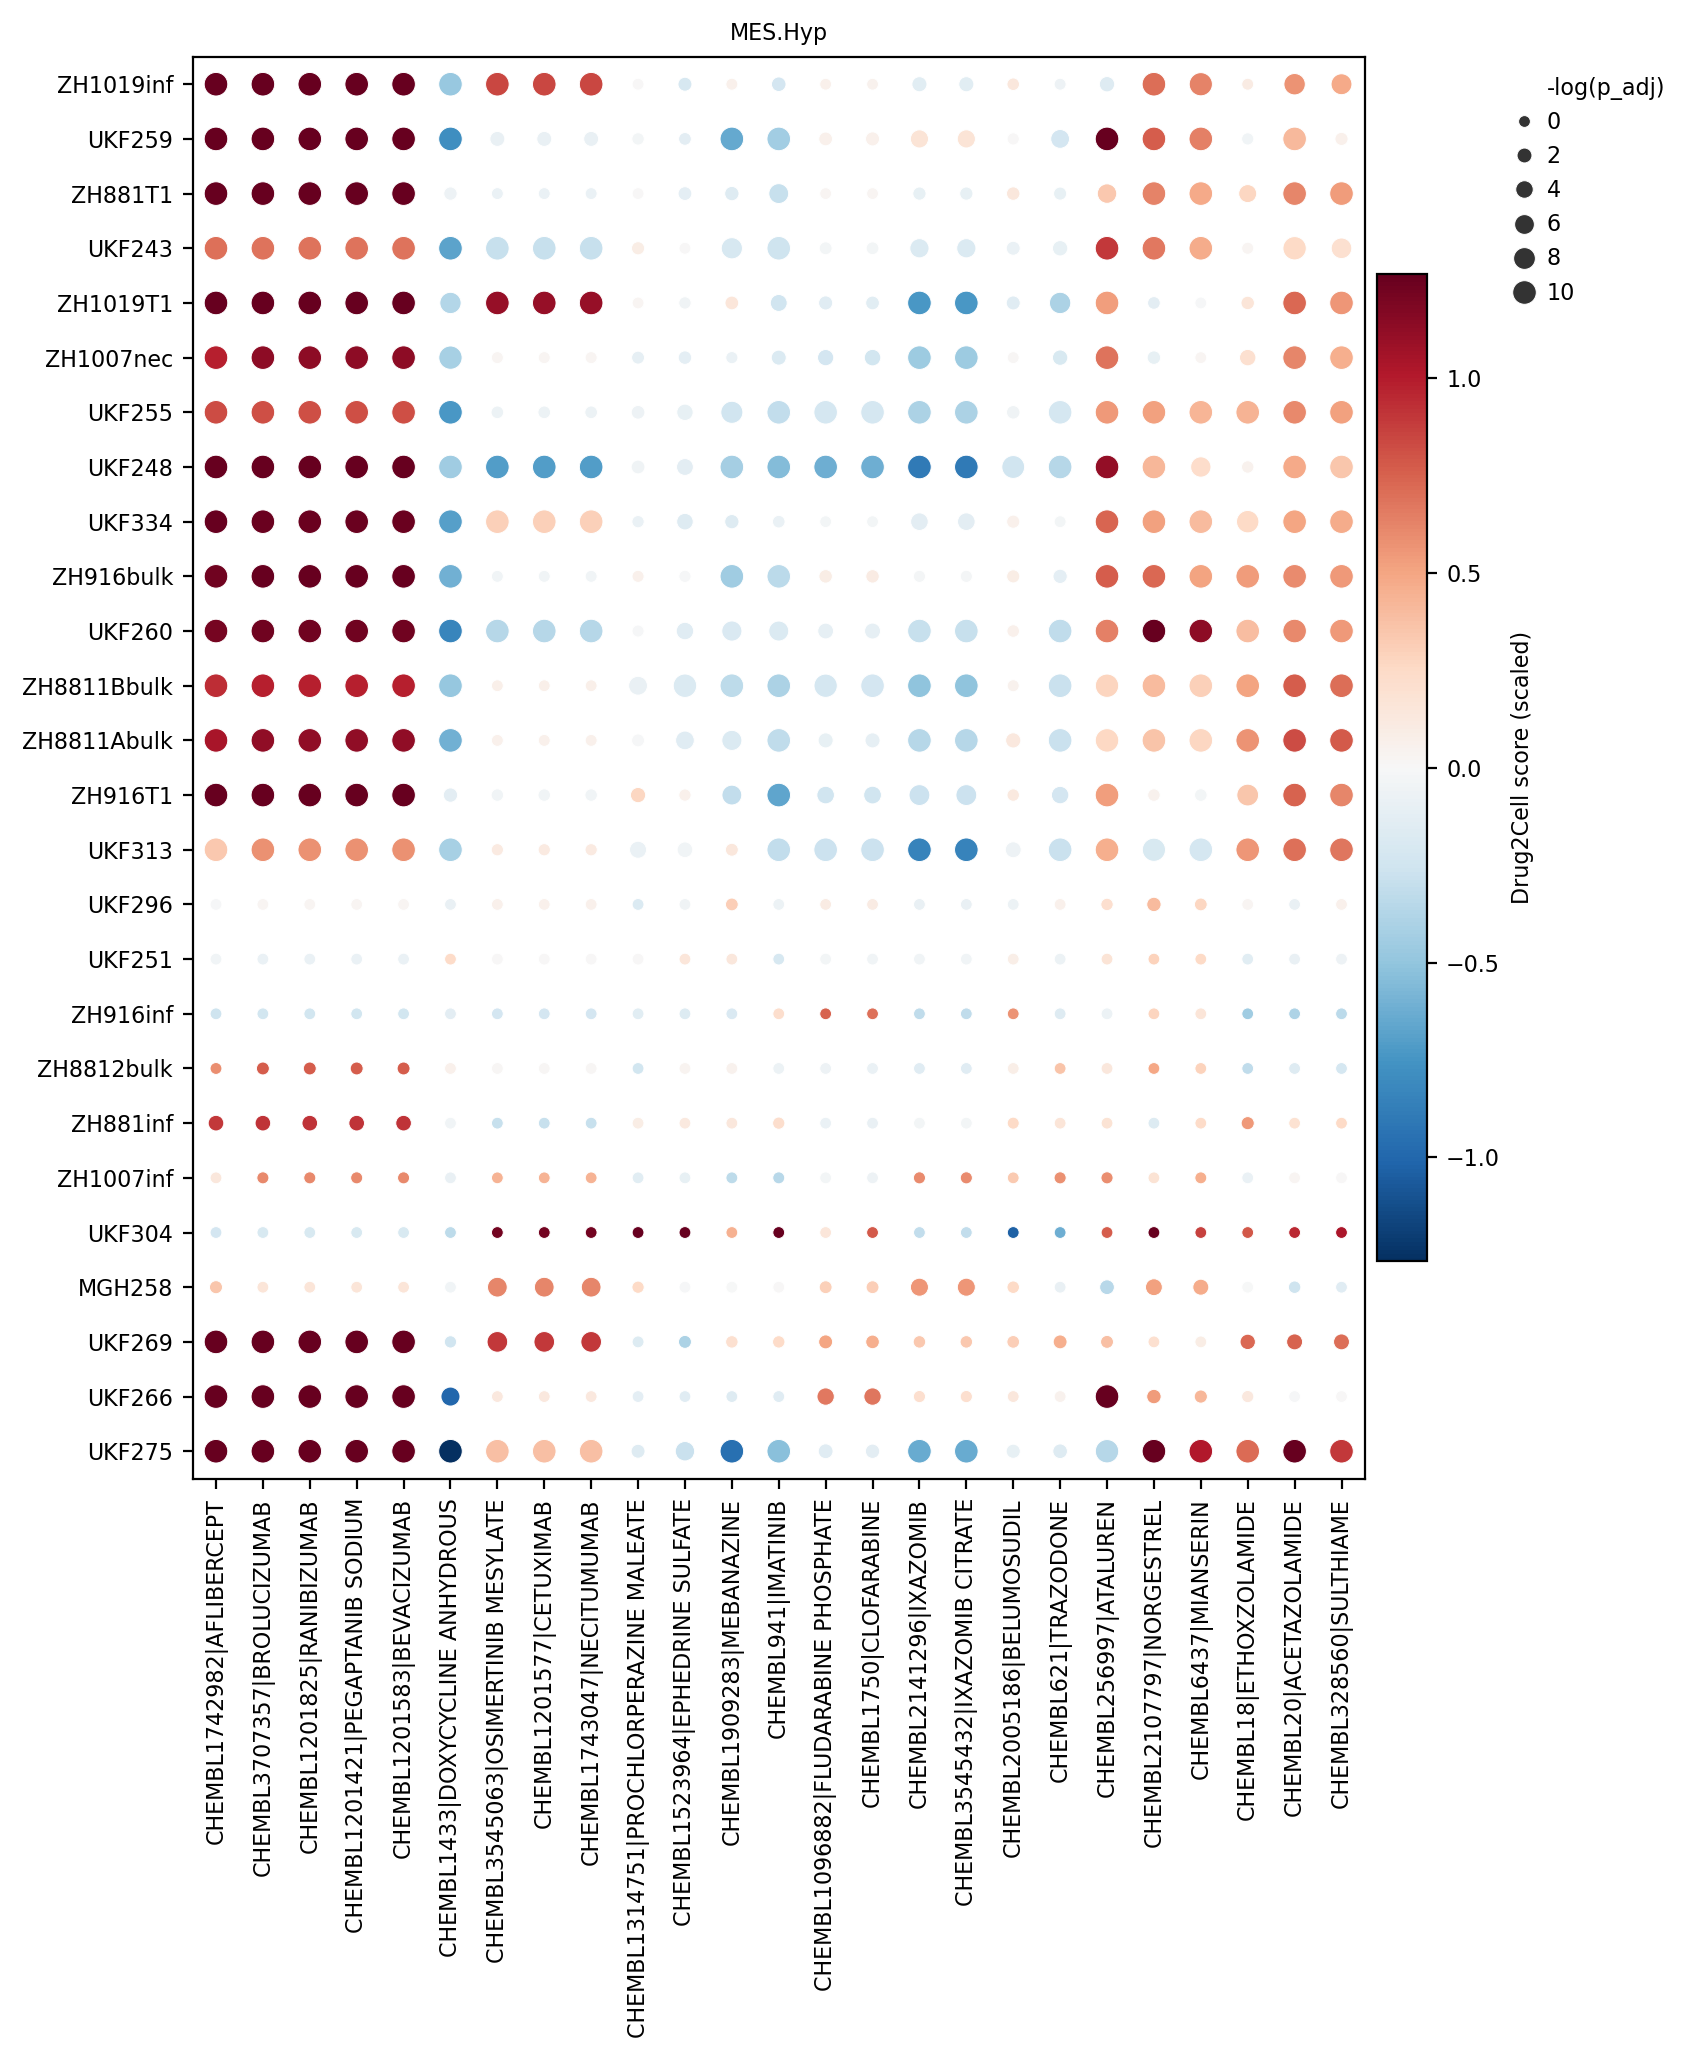 MES.Hyp
ZH1019inf
UKF259
ZH881T1
UKF243
ZH1019T1
ZH1007nec
UKF255
UKF248
UKF334
ZH916bulk
UKF260
ZH8811Bbulk
ZH8811Abulk
ZH916T1
UKF313
UKF296
UKF251
ZH916inf
ZH8812bulk
ZH881inf
ZH1007inf
UKF304
MGH258
UKF269
UKF266
UKF275
CHEMBL1742982|AFLIBERCEPT
CHEMBL3707357|BROLUCIZUMAB
CHEMBL1201825|RANIBIZUMAB
CHEMBL1201421|PEGAPTANIB SODIUM
CHEMBL1201583|BEVACIZUMAB
CHEMBL1433|DOXYCYCLINE ANHYDROUS
CHEMBL3545063|OSIMERTINIB MESYLATE
CHEMBL1201577|CETUXIMAB
CHEMBL1743047|NECITUMUMAB
CHEMBL1314751|PROCHLORPERAZINE MALEATE
CHEMBL1523964|EPHEDRINE SULFATE
CHEMBL1909283|MEBANAZINE
CHEMBL941|IMATINIB
CHEMBL1096882|FLUDARABINE PHOSPHATE
CHEMBL1750|CLOFARABINE
CHEMBL2141296|IXAZOMIB
CHEMBL3545432|IXAZOMIB CITRATE
CHEMBL2005186|BELUMOSUDIL
CHEMBL621|TRAZODONE
CHEMBL256997|ATALUREN
CHEMBL2107797|NORGESTREL
CHEMBL6437|MIANSERIN
CHEMBL18|ETHOXZOLAMIDE
CHEMBL20|ACETAZOLAMIDE
CHEMBL328560|SULTHIAME
-log(p_adj)
0
2
4
6
8
10
1.0
0.5
0.0
−0.5
−1.0
Drug2Cell score (scaled)